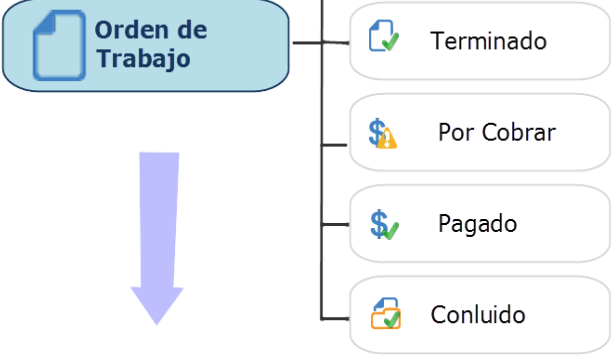 Orden de
Trabajo
Terminado
Por Cobrar
Pagado
Conluido